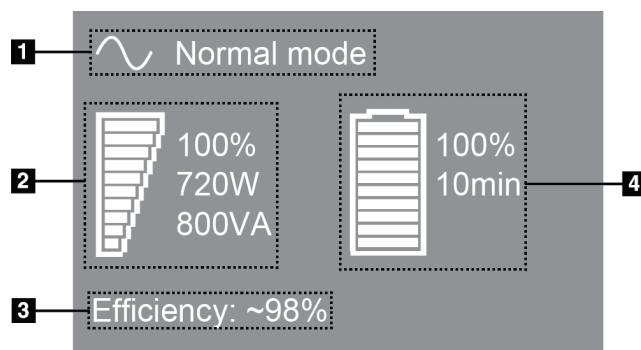 1
Normal mode
2
100%
720W
800VA
100%
10min
4
3
Efficiency: ~98%